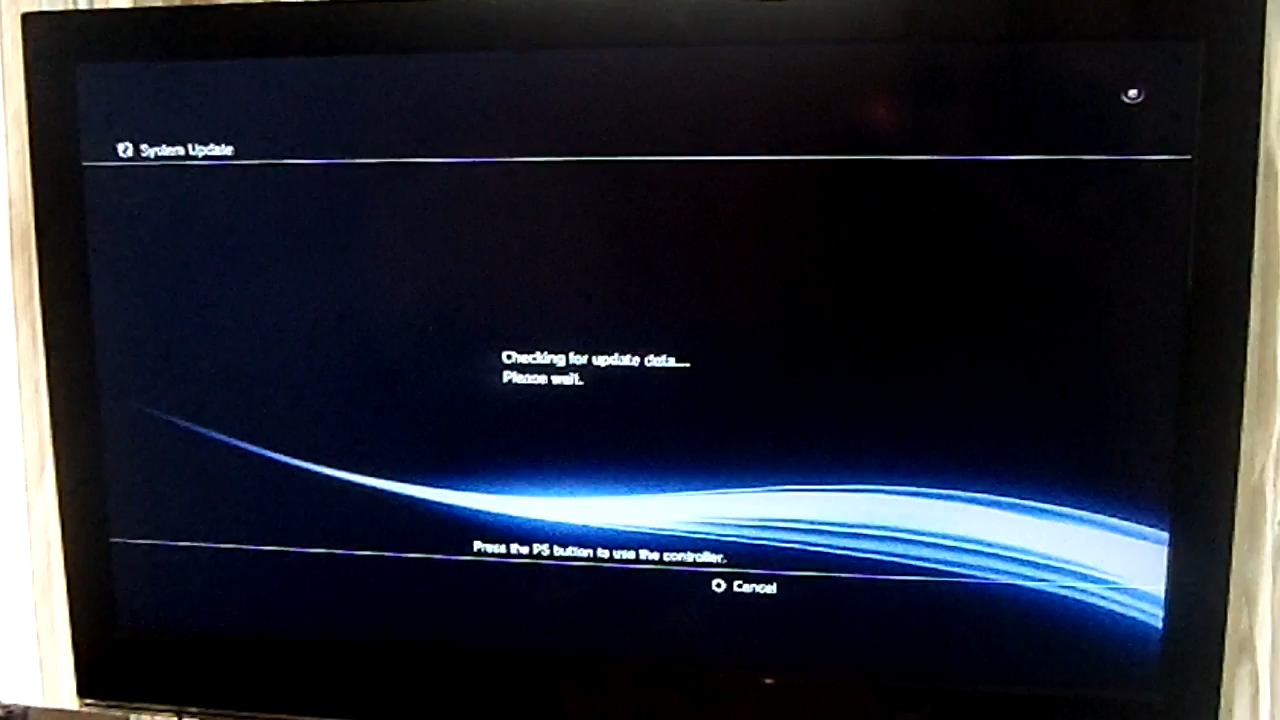 System Update
Checking for update data...
Please wait.
Press the PS button to use the controller.
Cancel